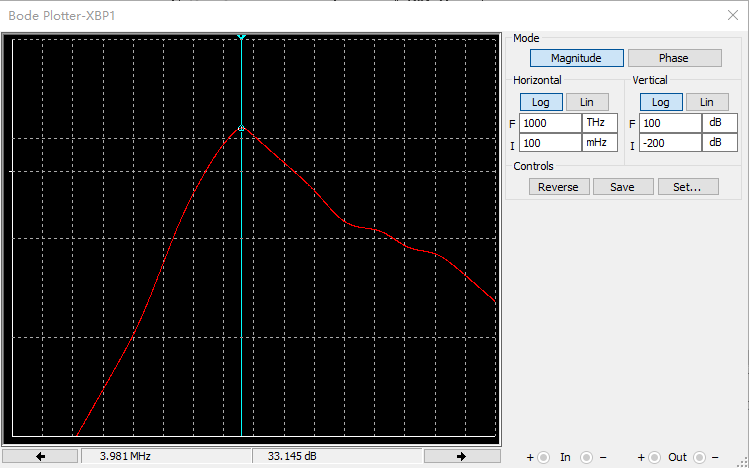 Bode Plotter-XBP1
Mode
Magnitude Phase
Horizontal Vertical
Log Lin Log Lin
F 1000 THz F 100 dB
I 100 mHz I -200 dB
Controls
Reverse Save Set...
3.981 MHz 33.145 dB
+ In - + Out -